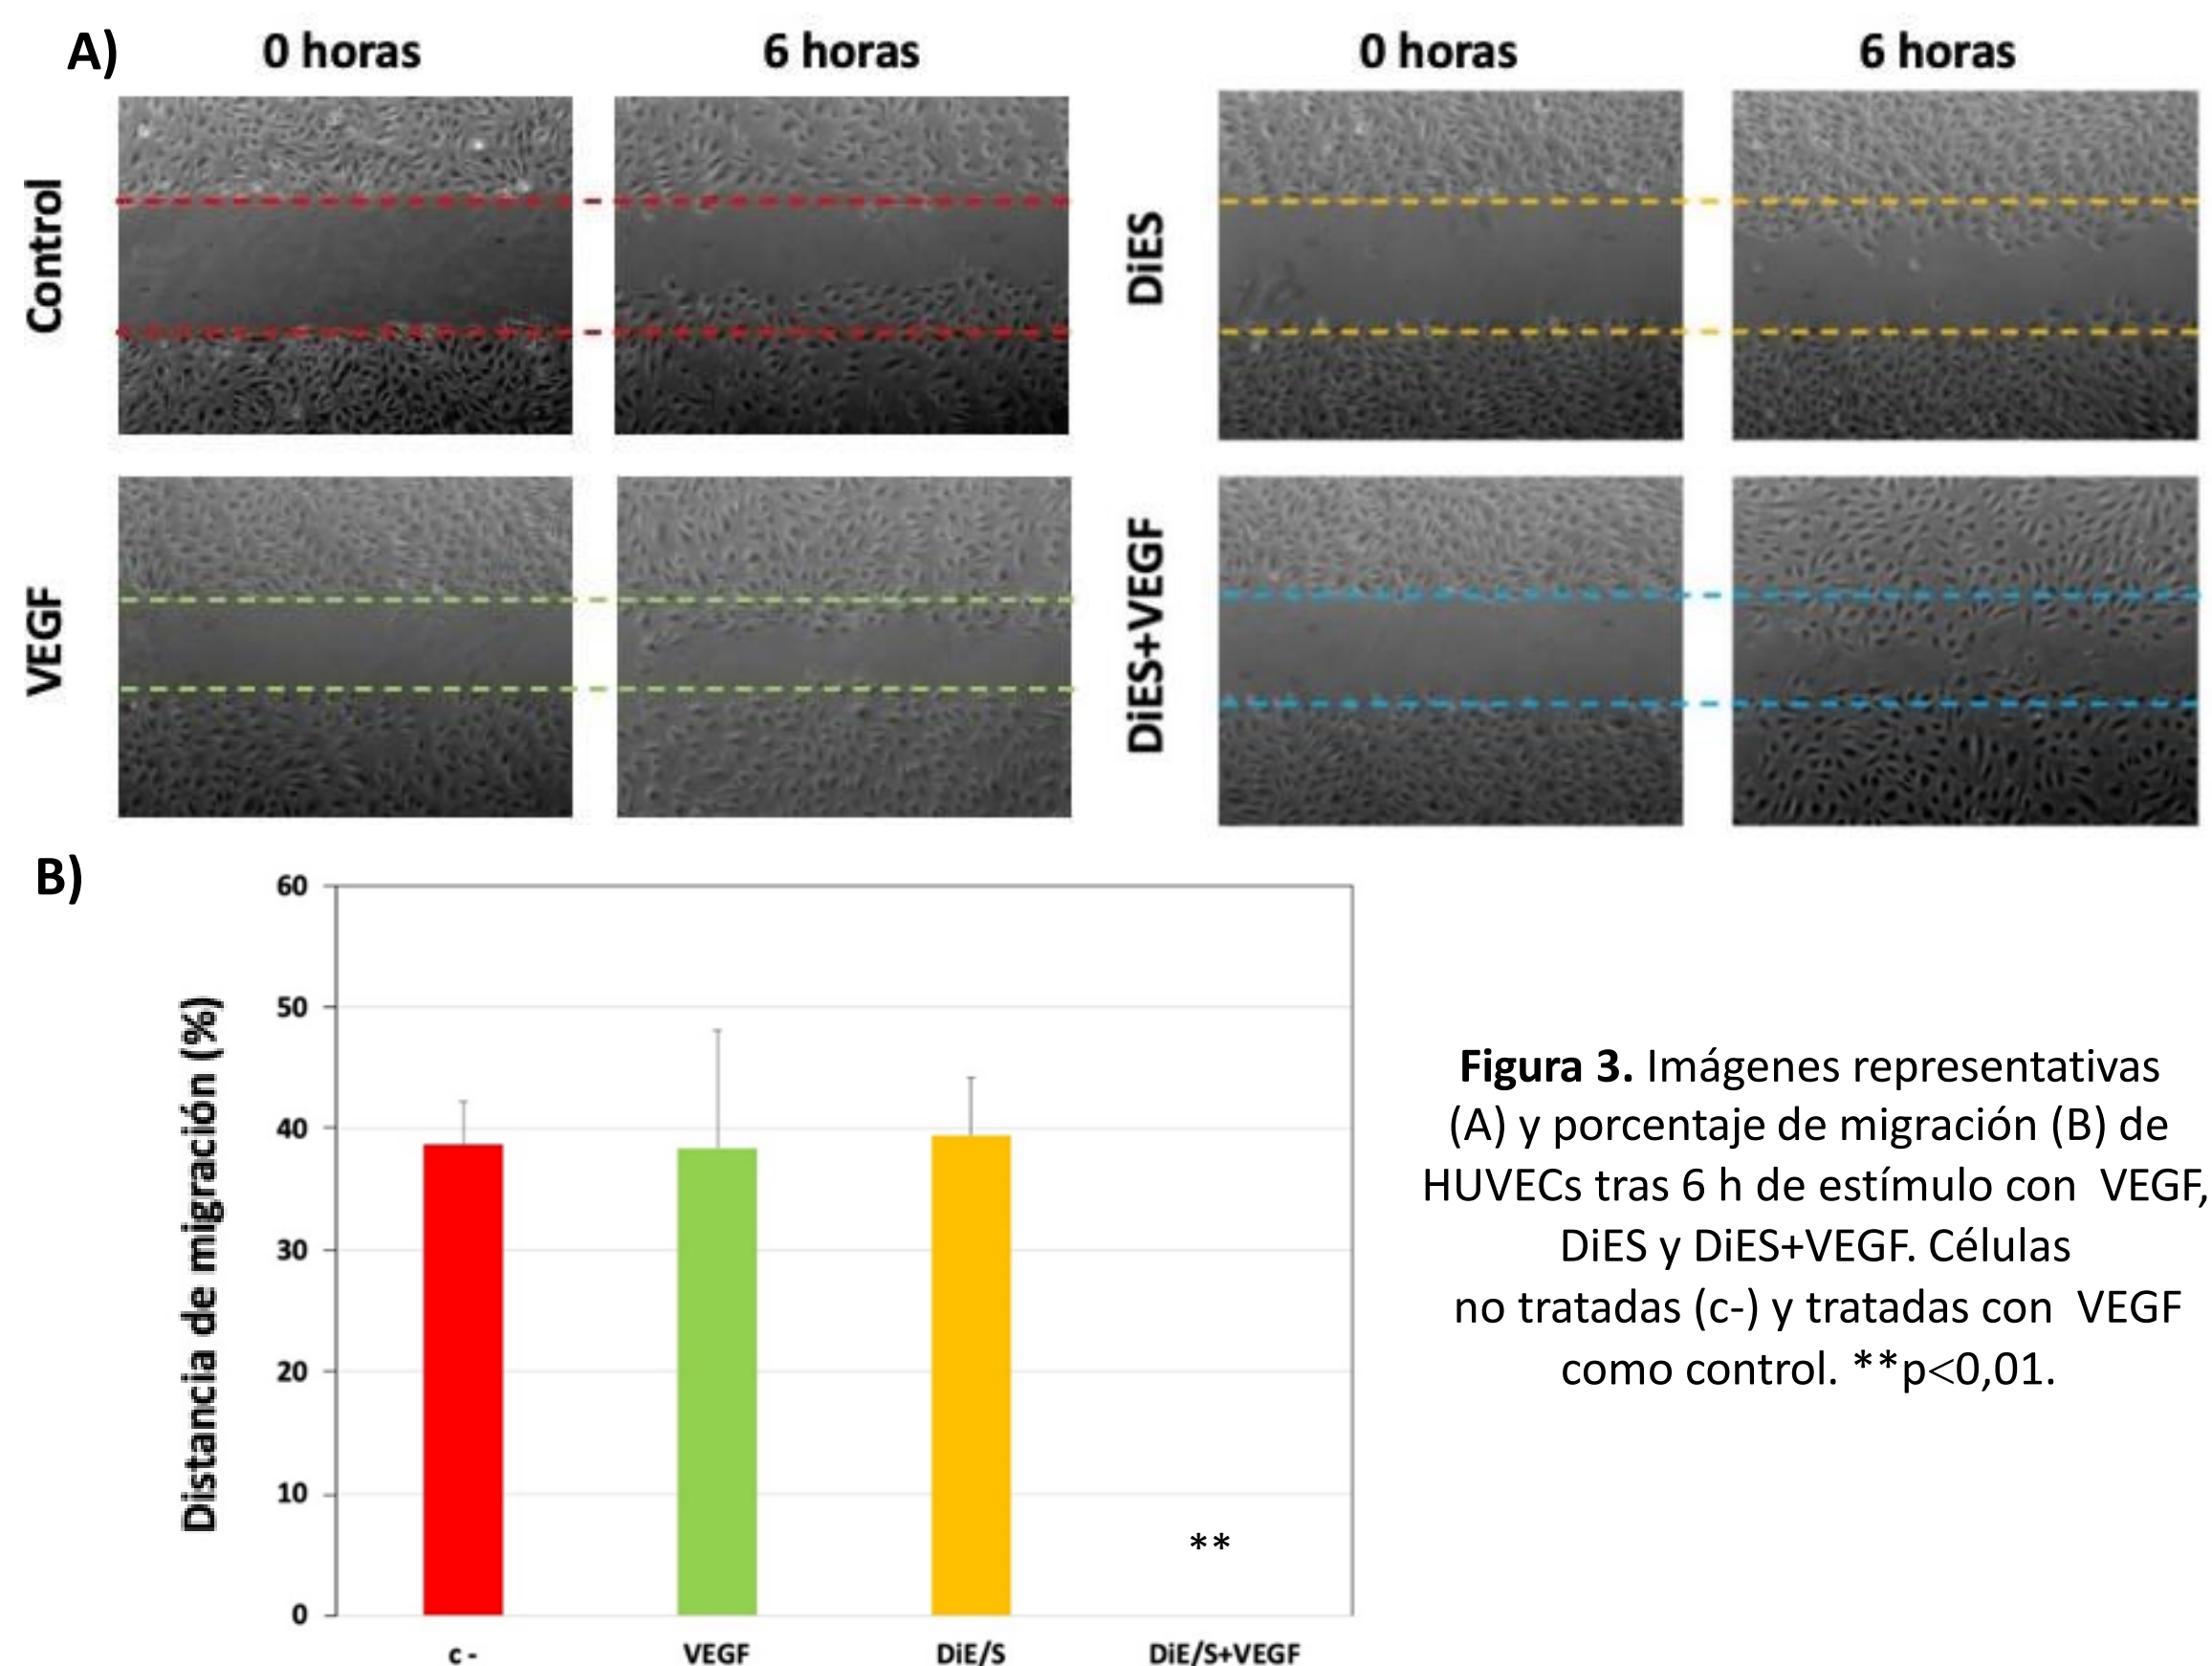 A)
0 horas
6 horas
0 horas
6 horas
Control
DiES
VEGF
DiES+VEGF
B)
Distancia de migración (%)
60
50
40
30
20
10
0
**
c -
VEGF
DiE/S
DiE/S+VEGF
Figura 3. Imágenes representativas
(A) y porcentaje de migración (B) de
HUVECs tras 6 h de estímulo con VEGF,
DiES y DiES+VEGF. Células
no tratadas (c-) y tratadas con VEGF
como control. **p<0,01.